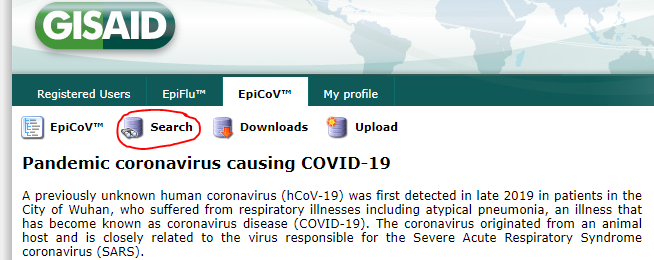 GISAID
Registered Users EpiFlu™ EpiCoV™ My profile
EpiCoV™ Search Downloads Upload
Pandemic coronavirus causing COVID-19
A previously unknown human coronavirus (hCoV-19) was first detected in late 2019 in patients in the
City of Wuhan, who suffered from respiratory illnesses including atypical pneumonia, an illness that
has become known as coronavirus disease (COVID-19). The coronavirus originated from an animal
host and is closely related to the virus responsible for the Severe Acute Respiratory Syndrome
coronavirus (SARS).